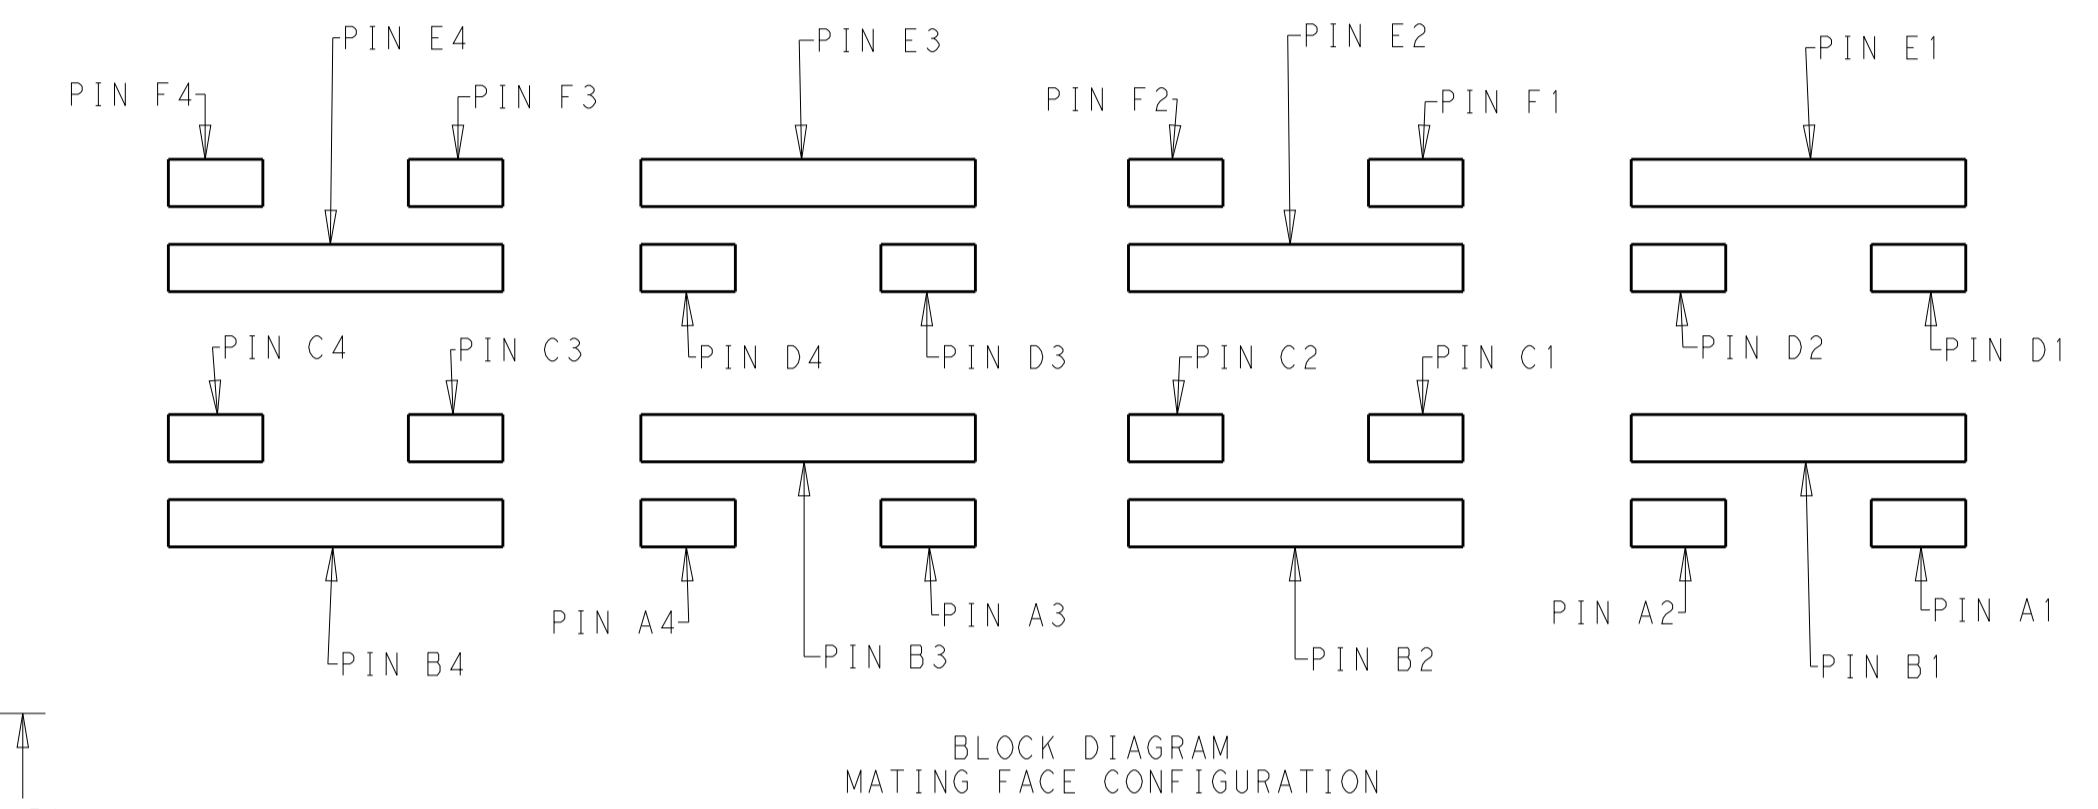 PIN E4
PIN E3
PIN E2
PIN E1
PIN F4
PIN F3
PIN F2
PIN F1
PIN C4
PIN C3
PIN D4
PIN D3
PIN C2
PIN C1
PIN D2
PIN D1
PIN A4
PIN A3
PIN A2
PIN A1
PIN B4
PIN B3
PIN B2
PIN B1
BLOCK DIAGRAM
MATING FACE CONFIGURATION